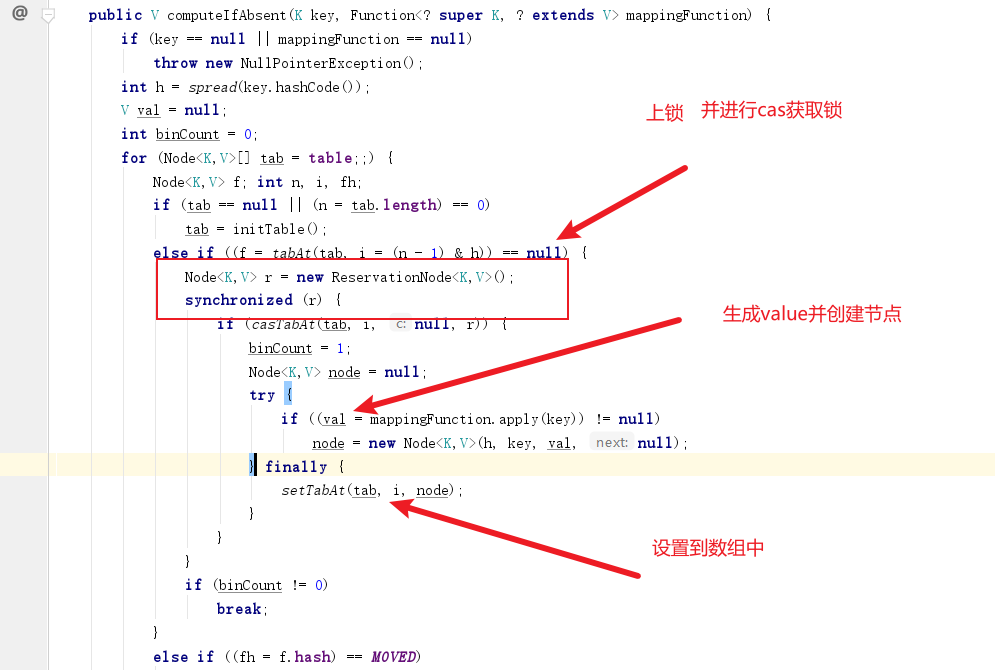 @
public V computeIfAbsent(K key, Function<? super K, ? extends V> mappingFunction) {
if (key == null || mappingFunction == null)
throw new NullPointerException();
int h = spread(key.hashCode());
V val = null;
int binCount = 0;
上锁 并进行cas获取锁
for (Node<K,V>[] tab = table;;) {
Node<K,V> f; int n, i, fh;
if (tab == null || (n = tab.length) == 0)
tab = initTable();
else if ((f = tabAt(tab, i = (n - 1) & h)) == null) {
Node<K,V> r = new ReservationNode<K,V>();
synchronized (r) {
生成value并创建节点
if (casTabAt(tab, i, c: null, r)) {
binCount = 1;
Node<K,V> node = null;
try {
if ((val = mappingFunction.apply(key)) != null)
node = new Node<K,V>(h, key, val, next: null);
} finally {
setTabAt(tab, i, node);
}
}
设置到数组中
}
if (binCount != 0)
break;
}
else if ((fh = f.hash) == MOVED)